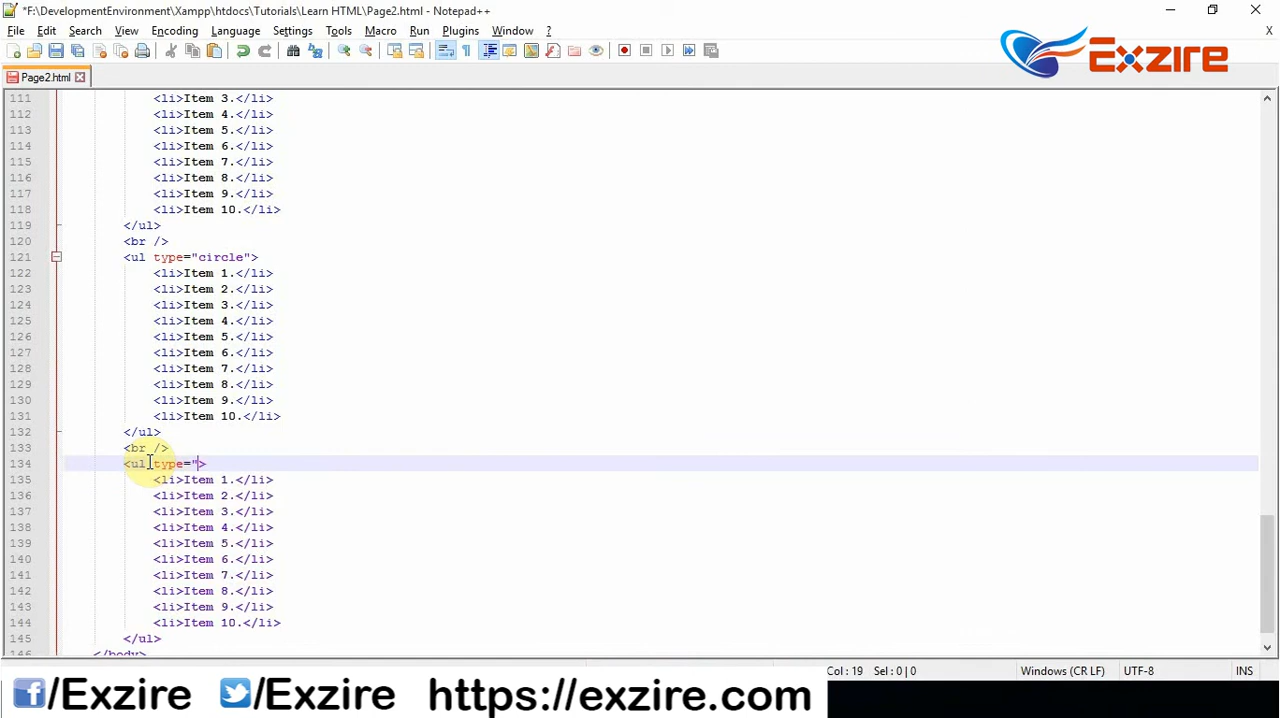 *F:\DevelopmentEnvironment\Xampp\htdocs\Tutorials\Learn HTML\Page2.html - Notepad++
File Edit Search View Encoding Language Settings Tools Macro Run Plugins Window ? X
Exzire
Page2.html
111 <li>Item 3.</li>
112 <li>Item 4.</li>
113 <li>Item 5.</li>
114 <li>Item 6.</li>
115 <li>Item 7.</li>
116 <li>Item 8.</li>
117 <li>Item 9.</li>
118 <li>Item 10.</li>
119 </ul>
120 <br />
121 <ul type="circle">
122 <li>Item 1.</li>
123 <li>Item 2.</li>
124 <li>Item 3.</li>
125 <li>Item 4.</li>
126 <li>Item 5.</li>
127 <li>Item 6.</li>
128 <li>Item 7.</li>
129 <li>Item 8.</li>
130 <li>Item 9.</li>
131 <li>Item 10.</li>
132 </ul>
133 <br />
134 <ul type=">
135 <li>Item 1.</li>
136 <li>Item 2.</li>
137 <li>Item 3.</li>
138 <li>Item 4.</li>
139 <li>Item 5.</li>
140 <li>Item 6.</li>
141 <li>Item 7.</li>
142 <li>Item 8.</li>
143 <li>Item 9.</li>
144 <li>Item 10.</li>
145 </ul>
146 </body>
Col : 19 Sel : 0 | 0 Windows (CR LF) UTF-8 INS
/Exzire /Exzire https://exzire.com